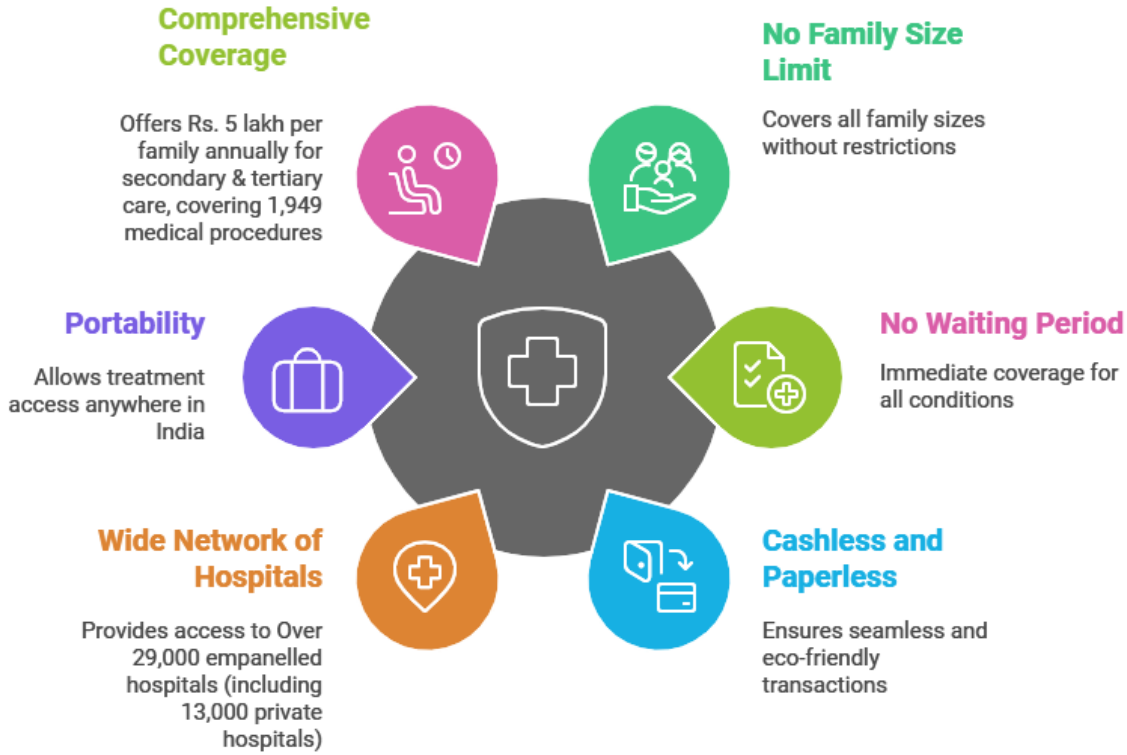 Comprehensive
Coverage
Offers Rs. 5 lakh per
family annually for
secondary & tertiary
care, covering 1,949
medical procedures
No Family Size
Limit
Covers all family sizes
without restrictions
Portability
Allows treatment
access anywhere in
India
No Waiting Period
Immediate coverage for
all conditions
Wide Network of
Hospitals
Provides access to Over
29,000 empanelled
hospitals (including
13,000 private
hospitals)
Cashless and
Paperless
Ensures seamless and
eco-friendly
transactions